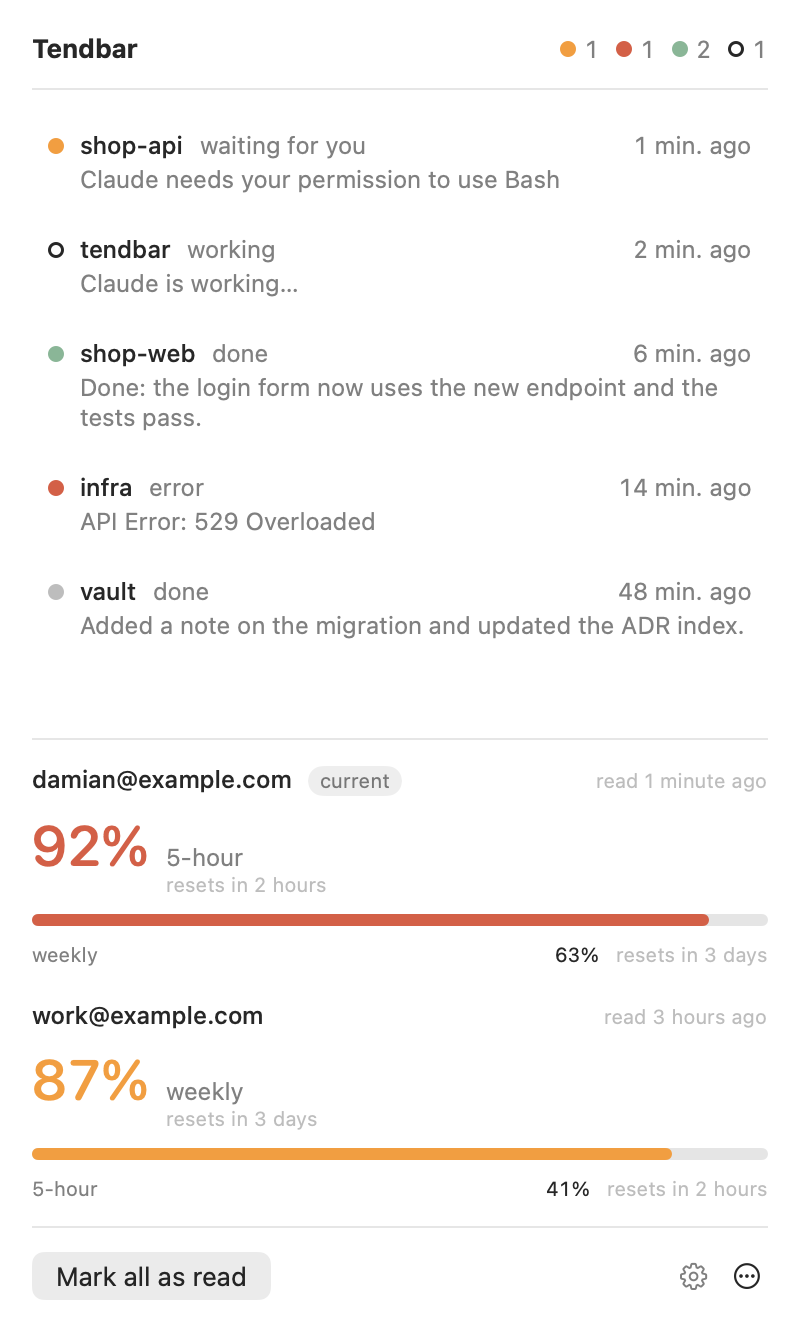 Tendbar 1 1 2 1
shop-api waiting for you 1 min. ago
Claude needs your permission to use Bash
tendbar working 2 min. ago
Claude is working...
shop-web done 6 min. ago
Done: the login form now uses the new endpoint and the
tests pass.
infra error 14 min. ago
API Error: 529 Overloaded
vault done 48 min. ago
Added a note on the migration and updated the ADR index.
damian@example.com current read 1 minute ago
92% 5-hour
resets in 2 hours
weekly 63% resets in 3 days
work@example.com read 3 hours ago
87% weekly
resets in 3 days
5-hour 41% resets in 2 hours
Mark all as read